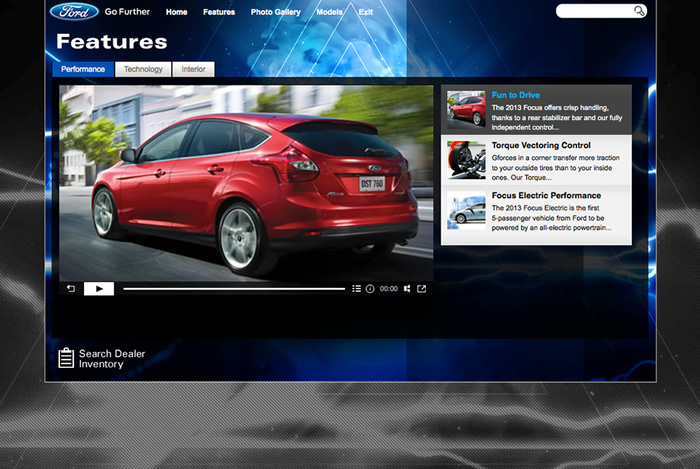 Ford Go Further Home Features Photo Gallery Models Exit
Features
Performance Technology Interior
Ford
DST 760
Fun to Drive
The 2013 Focus offers crisp handling,
thanks to a rear stabilizer bar and our fully
independent control...
Torque Vectoring Control
Gforces in a corner transfer more traction
to your outside tires than to your inside
ones. Our Torque...
Focus Electric Performance
The 2013 Focus Electric is the first
5-passenger vehicle from Ford to be
powered by an all-electric powertrain...
00:00
Search Dealer
Inventory